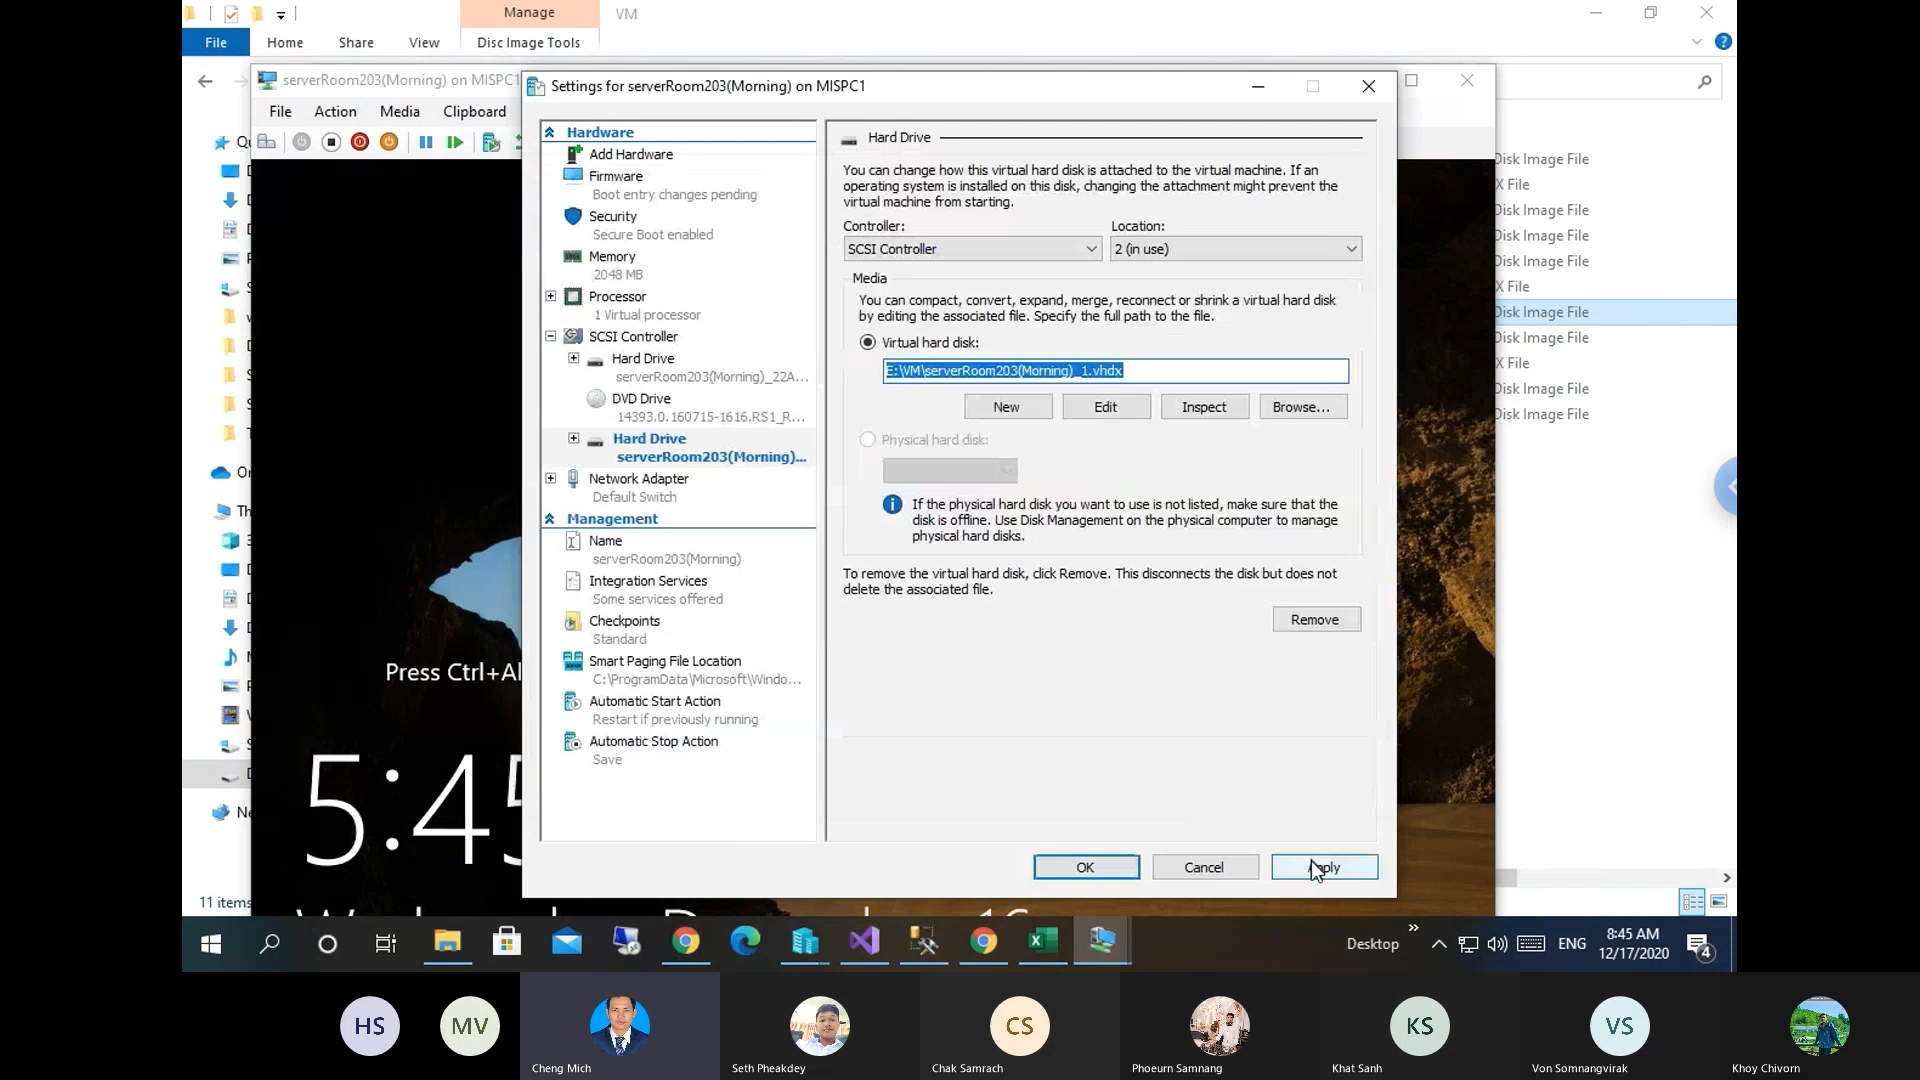 Manage
VM
File
Home
Share
View
Disc Image Tools
serverRoom203(Morning) on MISPC1
File
Action
Media
Clipboard
Settings for serverRoom203(Morning) on MISPC1
Hardware
Add Hardware
Firmware
Boot entry changes pending
Security
Secure Boot enabled
Memory
2048 MB
Processor
1 Virtual processor
SCSI Controller
Hard Drive
serverRoom203(Morning)_22A...
DVD Drive
14393.0.160715-1616.RS1_R...
Hard Drive
serverRoom203(Morning)...
Network Adapter
Default Switch
Management
Name
serverRoom203(Morning)
Integration Services
Some services offered
Checkpoints
Standard
Smart Paging File Location
C:\ProgramData\Microsoft\Windo...
Automatic Start Action
Restart if previously running
Automatic Stop Action
Save
Hard Drive
You can change how this virtual hard disk is attached to the virtual machine. If an
operating system is installed on this disk, changing the attachment might prevent the
virtual machine from starting.
Controller:
Location:
SCSI Controller
2 (in use)
Media
You can compact, convert, expand, merge, reconnect or shrink a virtual hard disk
by editing the associated file. Specify the full path to the file.
Virtual hard disk:
E:\VM\serverRoom203(Morning)_1.vhdx
New
Edit
Inspect
Browse...
Physical hard disk:
If the physical hard disk you want to use is not listed, make sure that the
disk is offline. Use Disk Management on the physical computer to manage
physical hard disks.
To remove the virtual hard disk, click Remove. This disconnects the disk but does not
delete the associated file.
Remove
OK
Cancel
Apply
Disk Image File
X File
Disk Image File
Disk Image File
Disk Image File
X File
Disk Image File
Disk Image File
X File
Disk Image File
Disk Image File
Press Ctrl+Al
5:45
11 items
Desktop
ENG
8:45 AM
12/17/2020
4
HS
MV
CS
KS
VS
Cheng Mich
Seth Pheakdey
Chak Samrach
Phoeurn Samnang
Khat Sanh
Von Somnangvirak
Khoy Chivorn